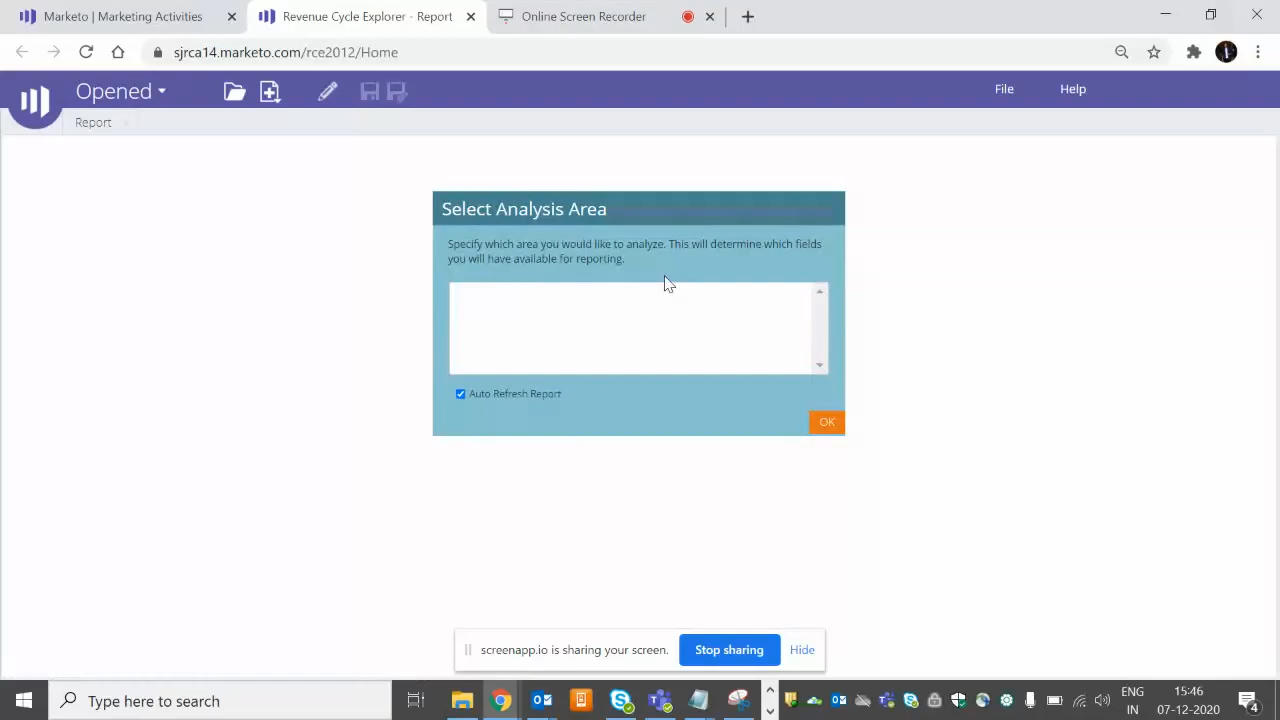 Marketo | Marketing Activities
Revenue Cycle Explorer - Report
Online Screen Recorder
sjrca14.marketo.com/rce2012/Home
Opened
File
Help
Report
Select Analysis Area
Specify which area you would like to analyze. This will determine which fields
you will have available for reporting.
Auto Refresh Report
OK
screenapp.io is sharing your screen.
Stop sharing
Hide
Type here to search
ENG
IN
15:46
07-12-2020
4